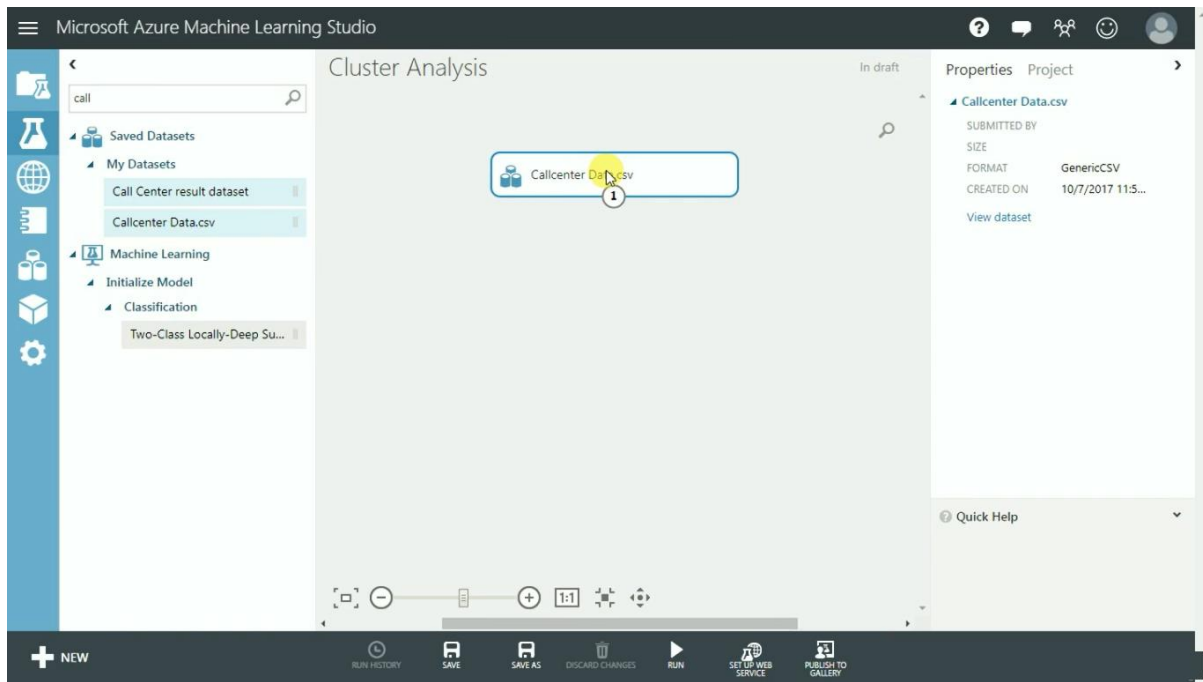 Microsoft Azure Machine Learning Studio
call
Saved Datasets
My Datasets
Call Center result dataset
Callcenter Data.csv
Machine Learning
Initialize Model
Classification
Two-Class Locally-Deep Su...
Cluster Analysis
In draft
Callcenter Data.csv
1
1:1
Properties Project
Callcenter Data.csv
SUBMITTED BY
SIZE
FORMAT GenericCSV
CREATED ON 10/7/2017 11:5...
View dataset
Quick Help
NEW
RUN HISTORY
SAVE
SAVE AS
DISCARD CHANGES
RUN
SET UP WEB
SERVICE
PUBLISH TO
GALLERY